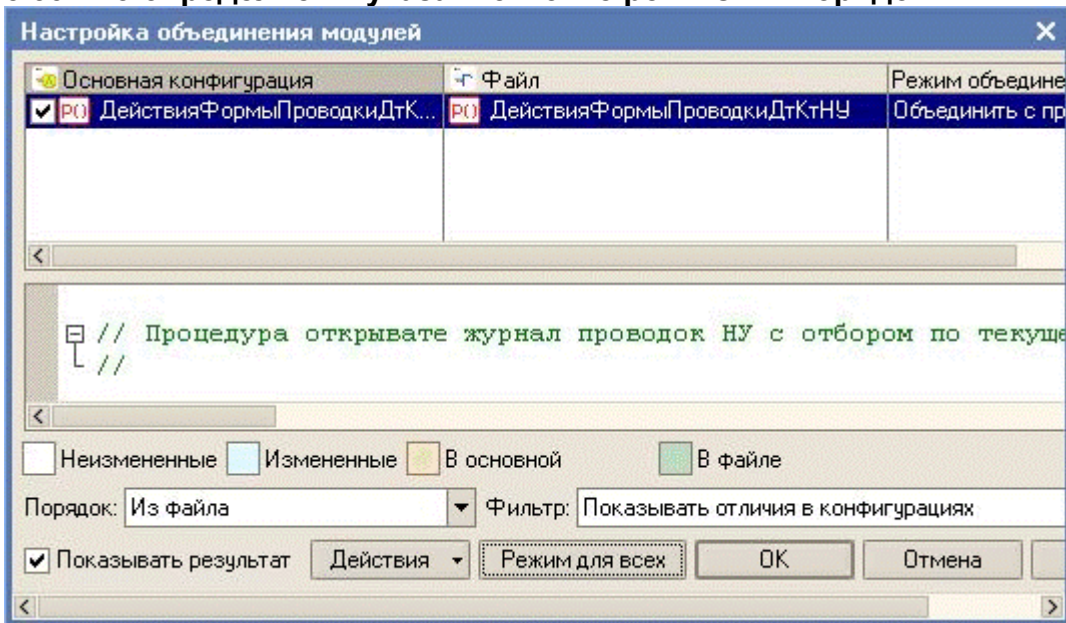 Настройка объединения модулей
Основная конфигурация Файл Режим объедине
Р() ДействияФормыПроводкиДтК... Р() ДействияФормыПроводкиДтКтНУ Объединить с пр
// Процедура открывате журнал проводок НУ с отбором по текуще
//
Неизмененные Измененные В основной В файле
Порядок: Из файла Фильтр: Показывать отличия в конфигурациях
Показывать результат Действия Режим для всех ОК Отмена